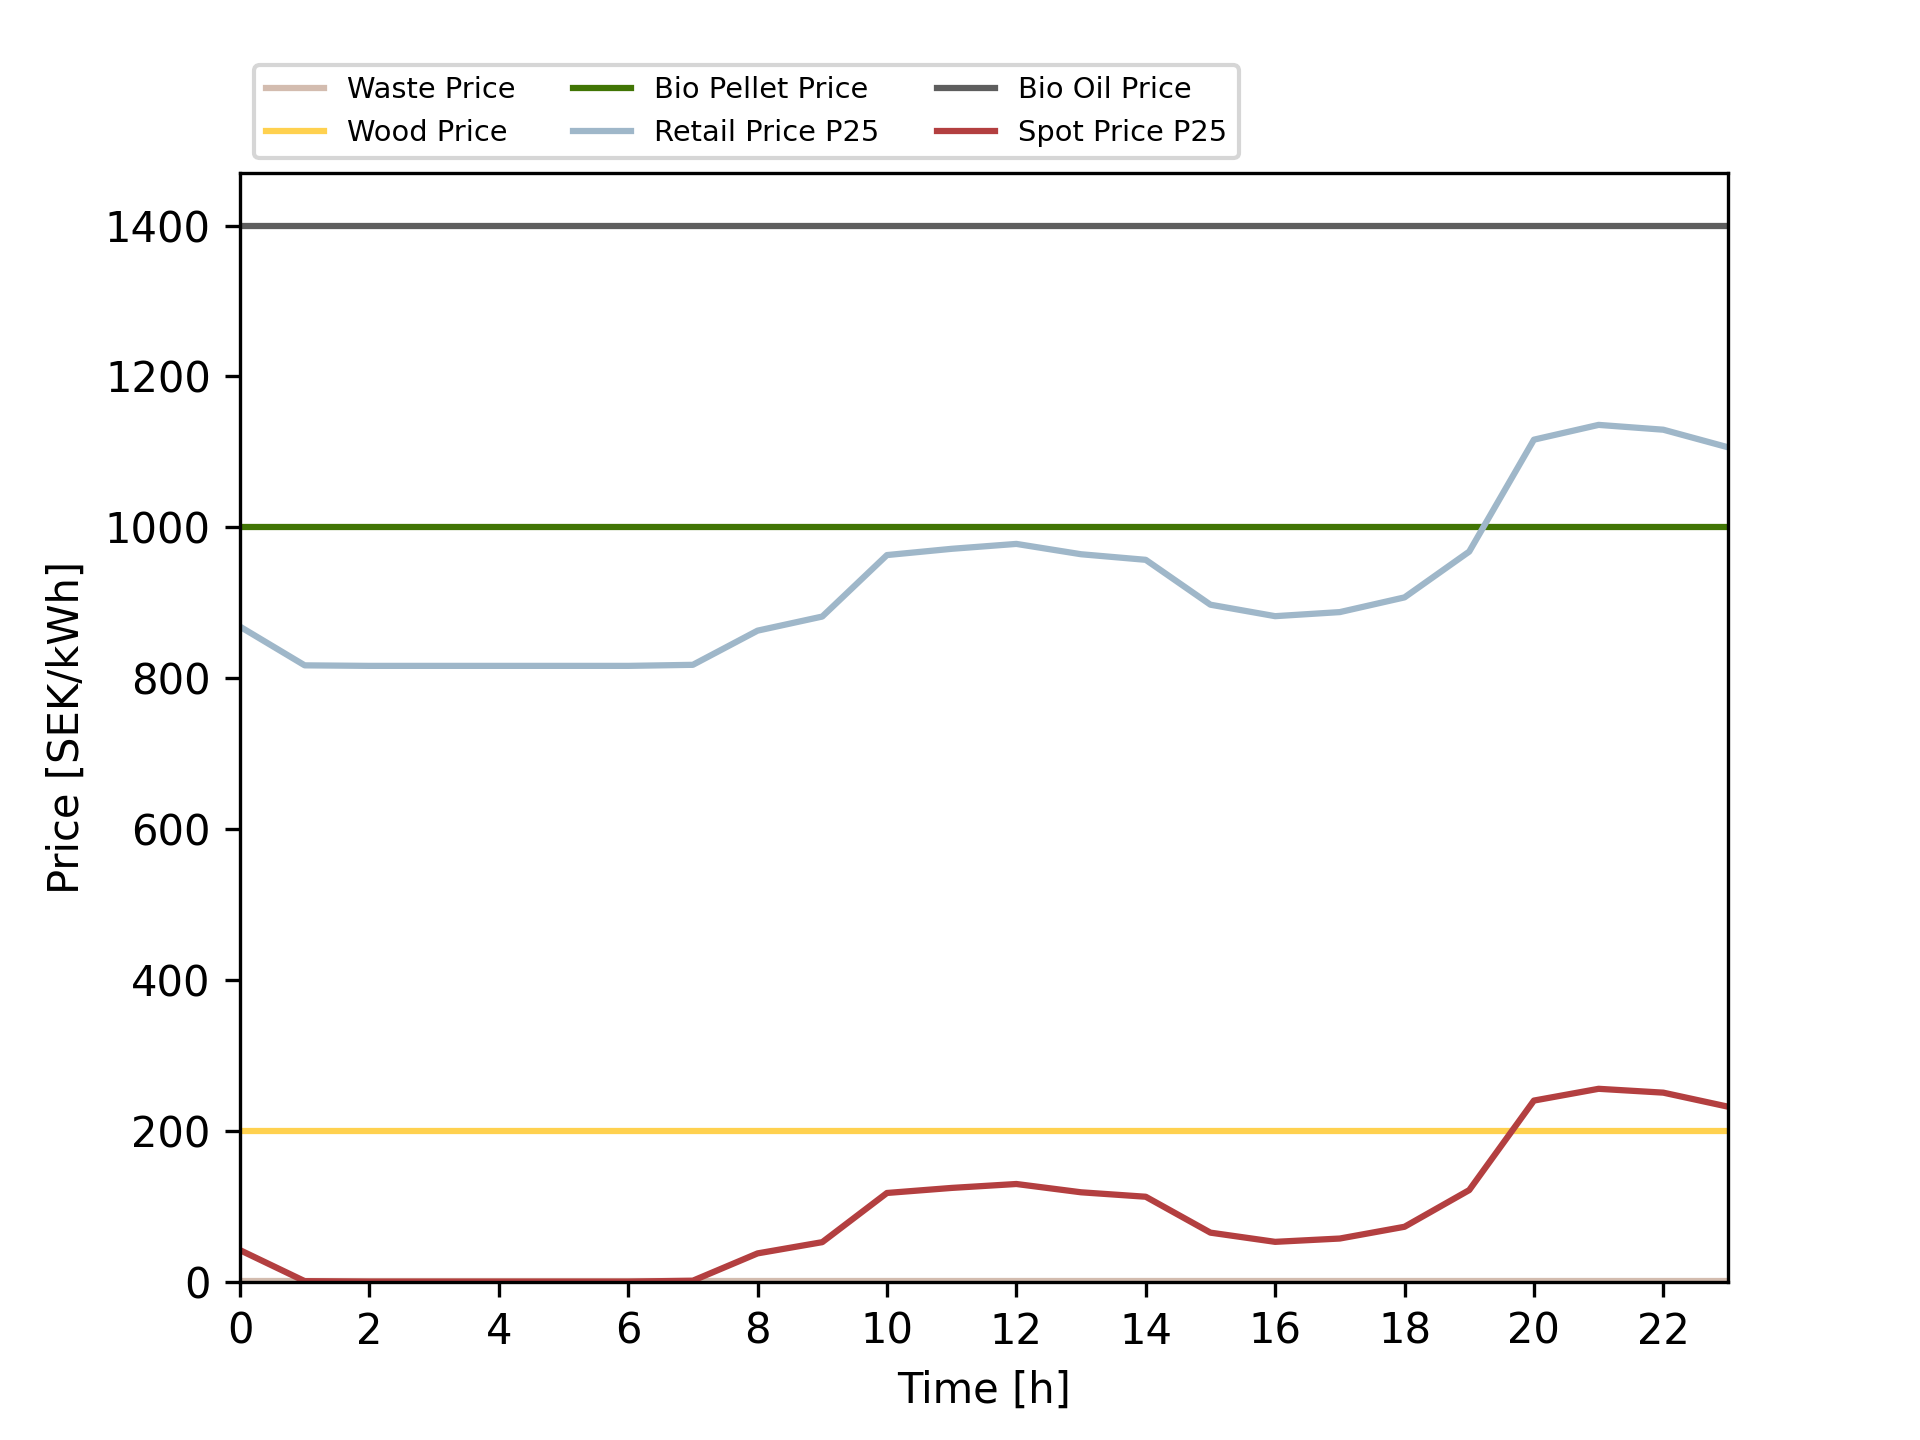 Waste Price Bio Pellet Price Bio Oil Price
Wood Price Retail Price P25 Spot Price P25
1400
1200
1000
800
600
400
200
0
Price [SEK/kWh]
0 2 4 6 8 10 12 14 16 18 20 22
Time [h]